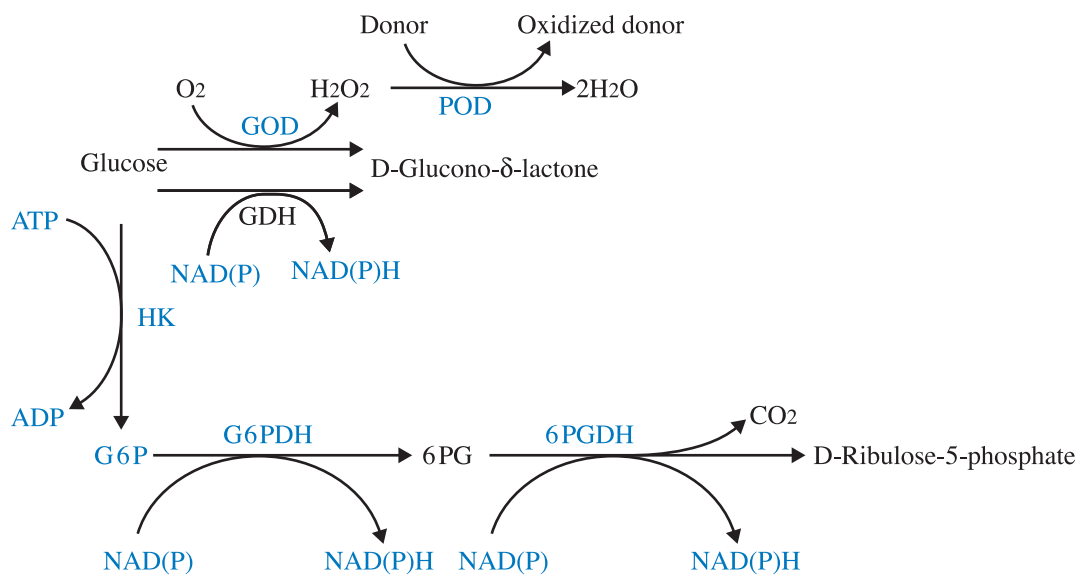 Donor
Oxidized donor
O2
H2O2
2H2O
POD
GOD
Glucose
D-Glucono-δ-lactone
GDH
ATP
NAD(P)
NAD(P)H
HK
ADP
CO2
G6PDH
6PGDH
G6P
6PG
D-Ribulose-5-phosphate
NAD(P)
NAD(P)H
NAD(P)
NAD(P)H